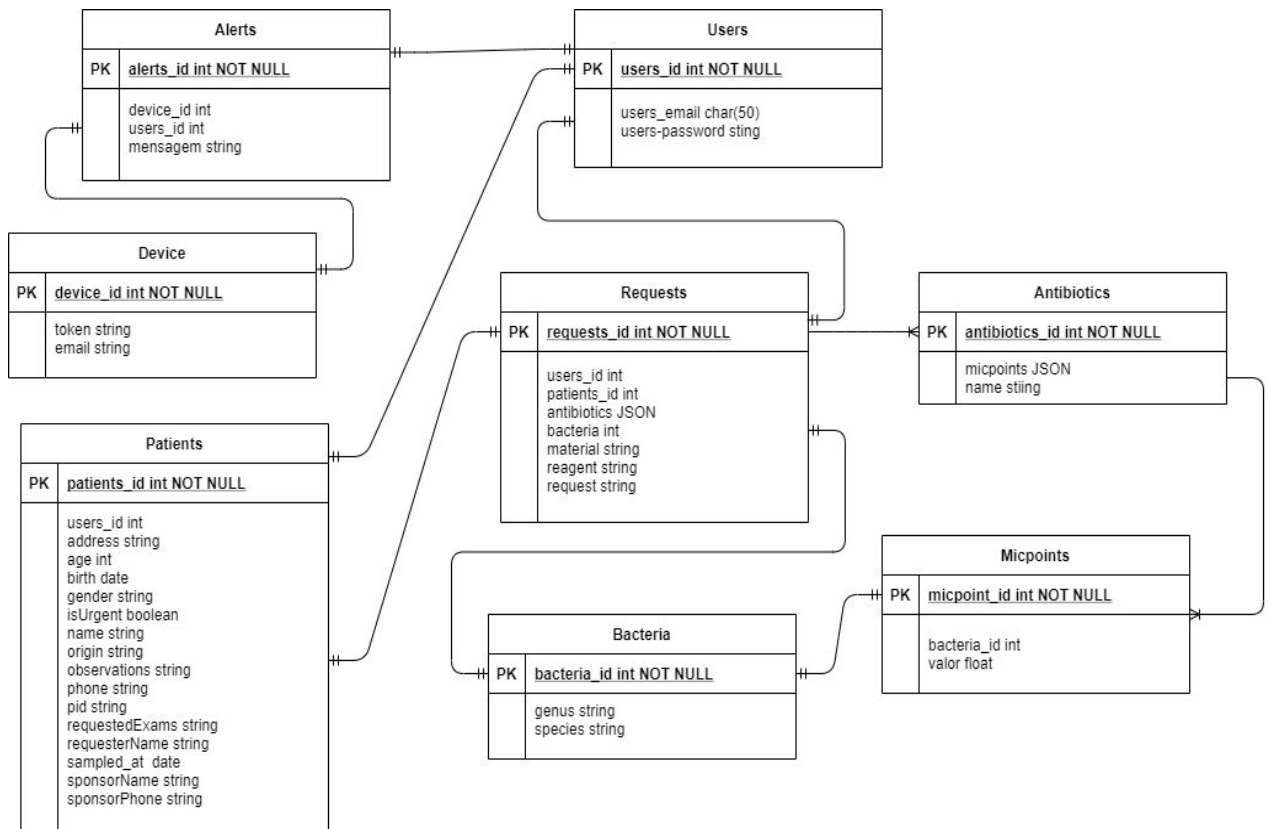 Alerts
PK alerts_id int NOT NULL
device_id int
users_id int
mensagem string
Users
PK users_id int NOT NULL
users_email char(50)
users-password sting
Device
PK device_id int NOT NULL
token string
email string
Requests
PK requests_id int NOT NULL
users_id int
patients_id int
antibiotics JSON
bacteria int
material string
reagent string
request string
Antibiotics
PK antibiotics_id int NOT NULL
micpoints JSON
name stiing
Patients
PK patients_id int NOT NULL
users_id int
address string
age int
birth date
gender string
isUrgent boolean
name string
origin string
observations string
phone string
pid string
requestedExams string
requesterName string
sampled_at date
sponsorName string
sponsorPhone string
Bacteria
PK bacteria_id int NOT NULL
genus string
species string
Micpoints
PK micpoint_id int NOT NULL
bacteria_id int
valor float